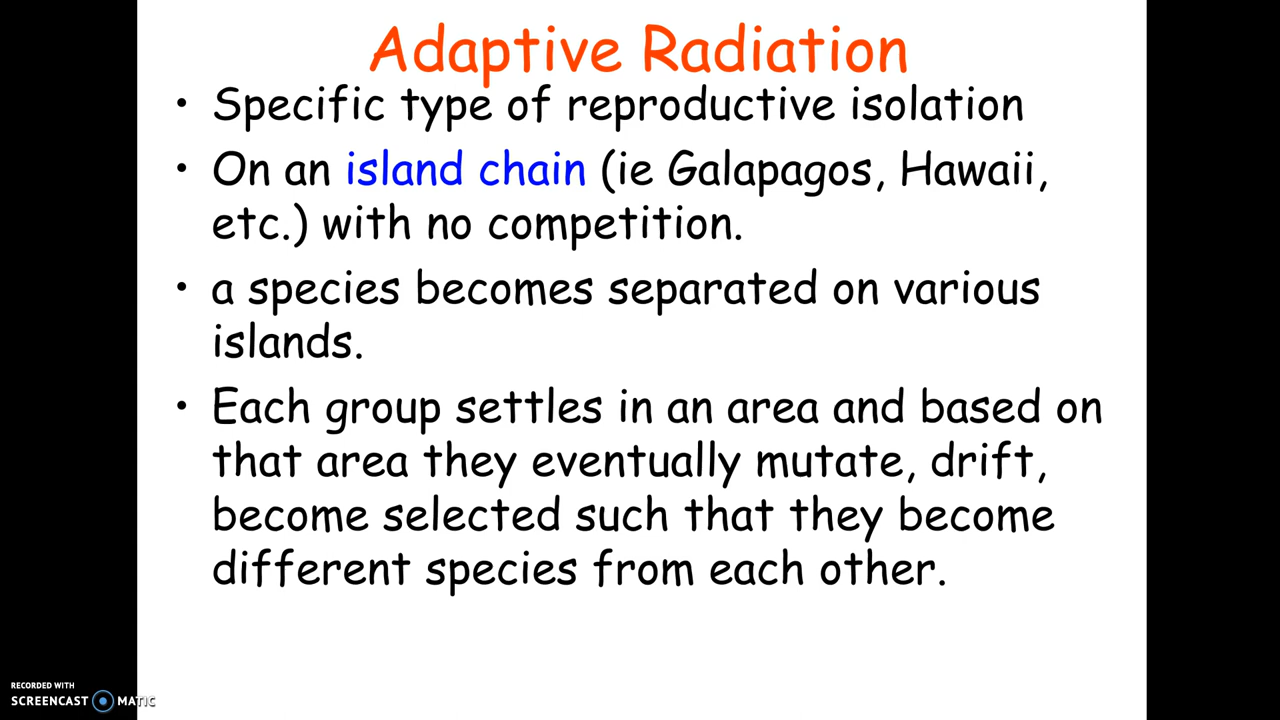 Adaptive Radiation
• Specific type of reproductive isolation
• On an island chain (ie Galapagos, Hawaii,
etc.) with no competition.
• a species becomes separated on various
islands.
• Each group settles in an area and based on
that area they eventually mutate, drift,
become selected such that they become
different species from each other.
RECORDED WITH
SCREENCAST MATIC